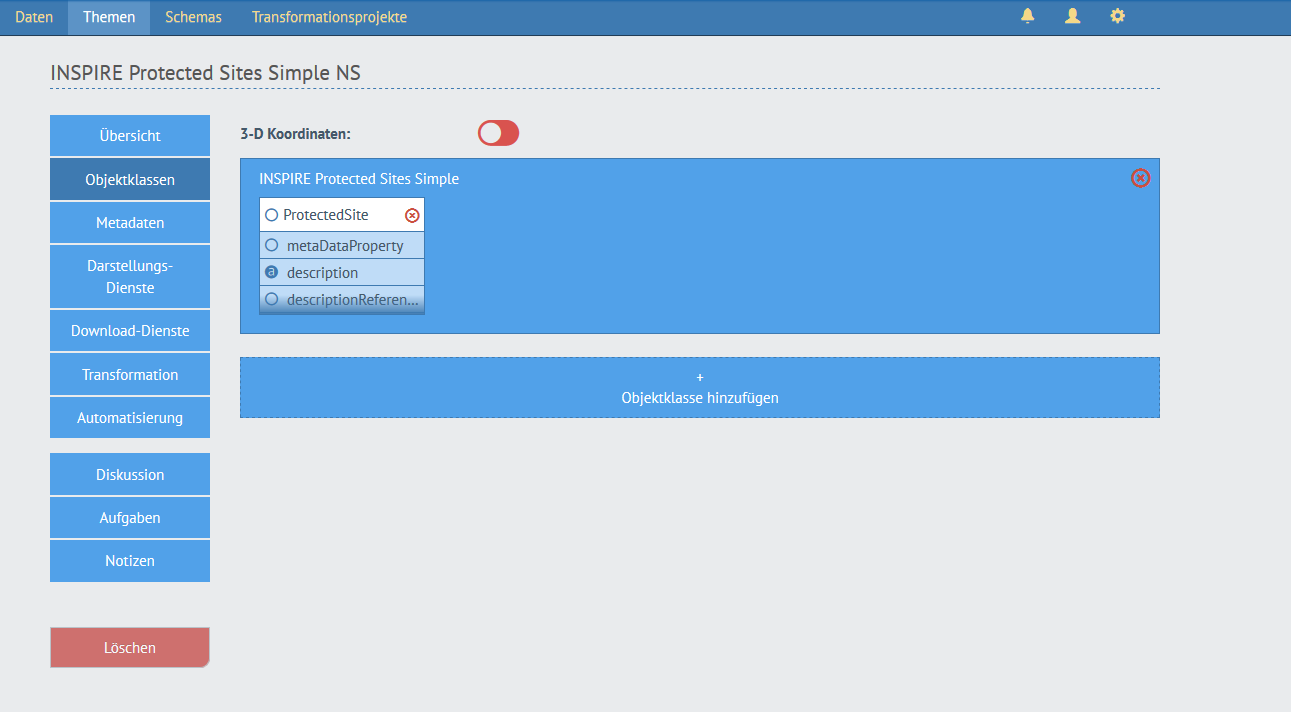 Daten Themen Schemas Transformationsprojekte
INSPIRE Protected Sites Simple NS
Übersicht
Objektklassen
Metadaten
Darstellungs-
Dienste
Download-Dienste
Transformation
Automatisierung
Diskussion
Aufgaben
Notizen
Löschen
3-D Koordinaten:
INSPIRE Protected Sites Simple
ProtectedSite
metaDataProperty
a description
descriptionReferen...
+
Objektklasse hinzufügen